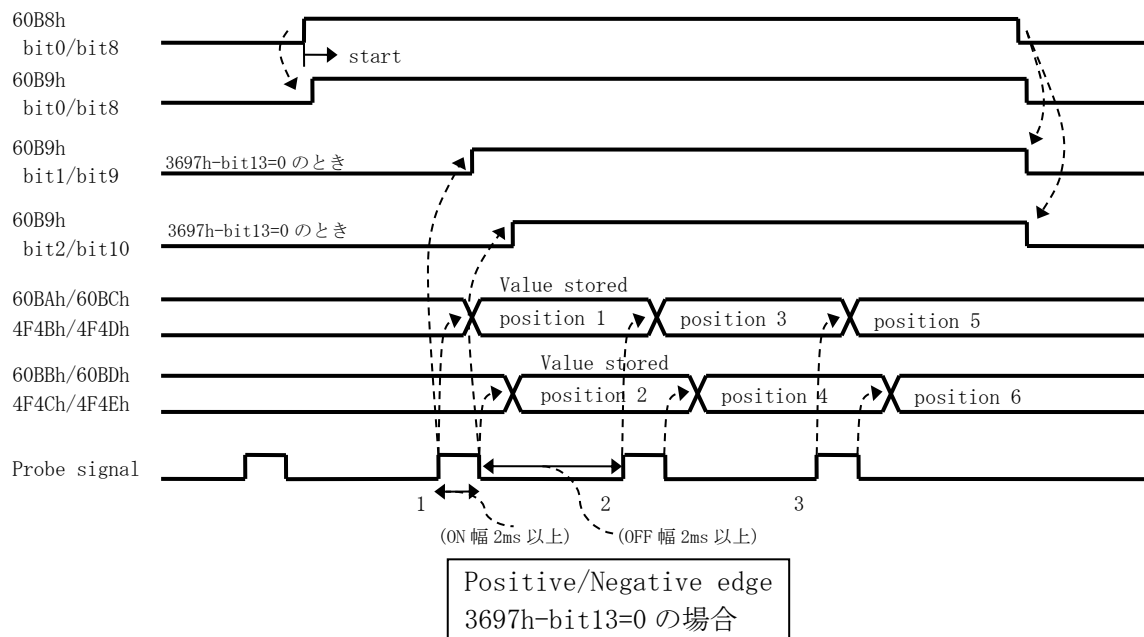 60B8h
bit0/bit8
start
60B9h
bit0/bit8
60B9h
bit1/bit9
3697h-bit13=0 のとき
60B9h
bit2/bit10
3697h-bit13=0 のとき
Value stored
60BAh/60BCh
4F4Bh/4F4Dh
position 1
position 3
position 5
Value stored
60BBh/60BDh
4F4Ch/4F4Eh
position 2
position 4
position 6
Probe signal
1
2
3
(ON 幅 2ms 以上)
(OFF 幅 2ms 以上)
Positive/Negative edge
3697h-bit13=0 の場合